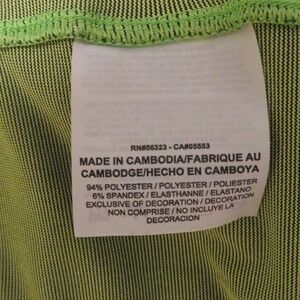 RN#56323 - CA#05553
MADE IN CAMBODIA/FABRIQUE AU
CAMBODGE/HECHO EN CAMBOYA
94% POLYESTER / POLYESTER / POLIESTER
6% SPANDEX / ELASTHANNE / ELASTANO
EXCLUSIVE OF DECORATION / DECORATION
NON COMPRISE / NO INCLUYE LA
DECORACION